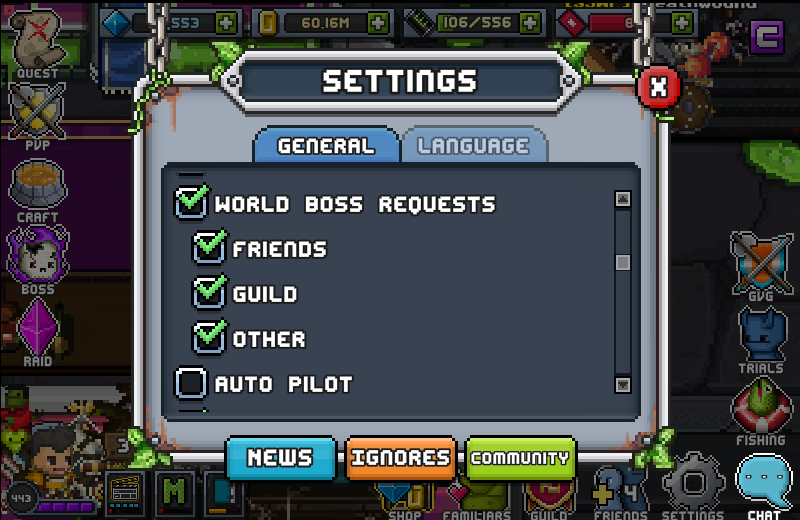 60.16M
106/556
QUEST
SETTINGS
X
PVP
GENERAL
LANGUAGE
CRAFT
WORLD BOSS REQUESTS
FRIENDS
BOSS
GUILD
GVG
OTHER
RAID
TRIALS
AUTO PILOT
FISHING
NEWS
IGNORES
COMMUNITY
443
M
SHOP
FAMILIARS
GUILD
FRIENDS
SETTINGS
CHAT